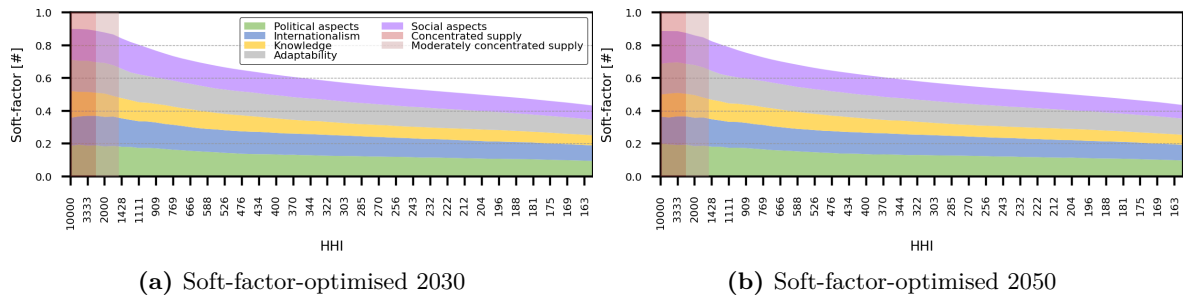 1.0
0.8
0.6
0.4
0.2
0.0
Soft-factor [#]
Political aspects
Internationalism
Knowledge
Adaptability
Social aspects
Concentrated supply
Moderately concentrated supply
10000 3333 2000 1428 1111 909 769 666 588 526 476 434 400 370 344 322 303 285 270 256 243 232 222 212 204 196 188 181 175 169 163
HHI
(a) Soft-factor-optimised 2030
1.0
0.8
0.6
0.4
0.2
0.0
Soft-factor [#]
10000 3333 2000 1428 1111 909 769 666 588 526 476 434 400 370 344 322 303 285 270 256 243 232 222 212 204 196 188 181 175 169 163
HHI
(b) Soft-factor-optimised 2050